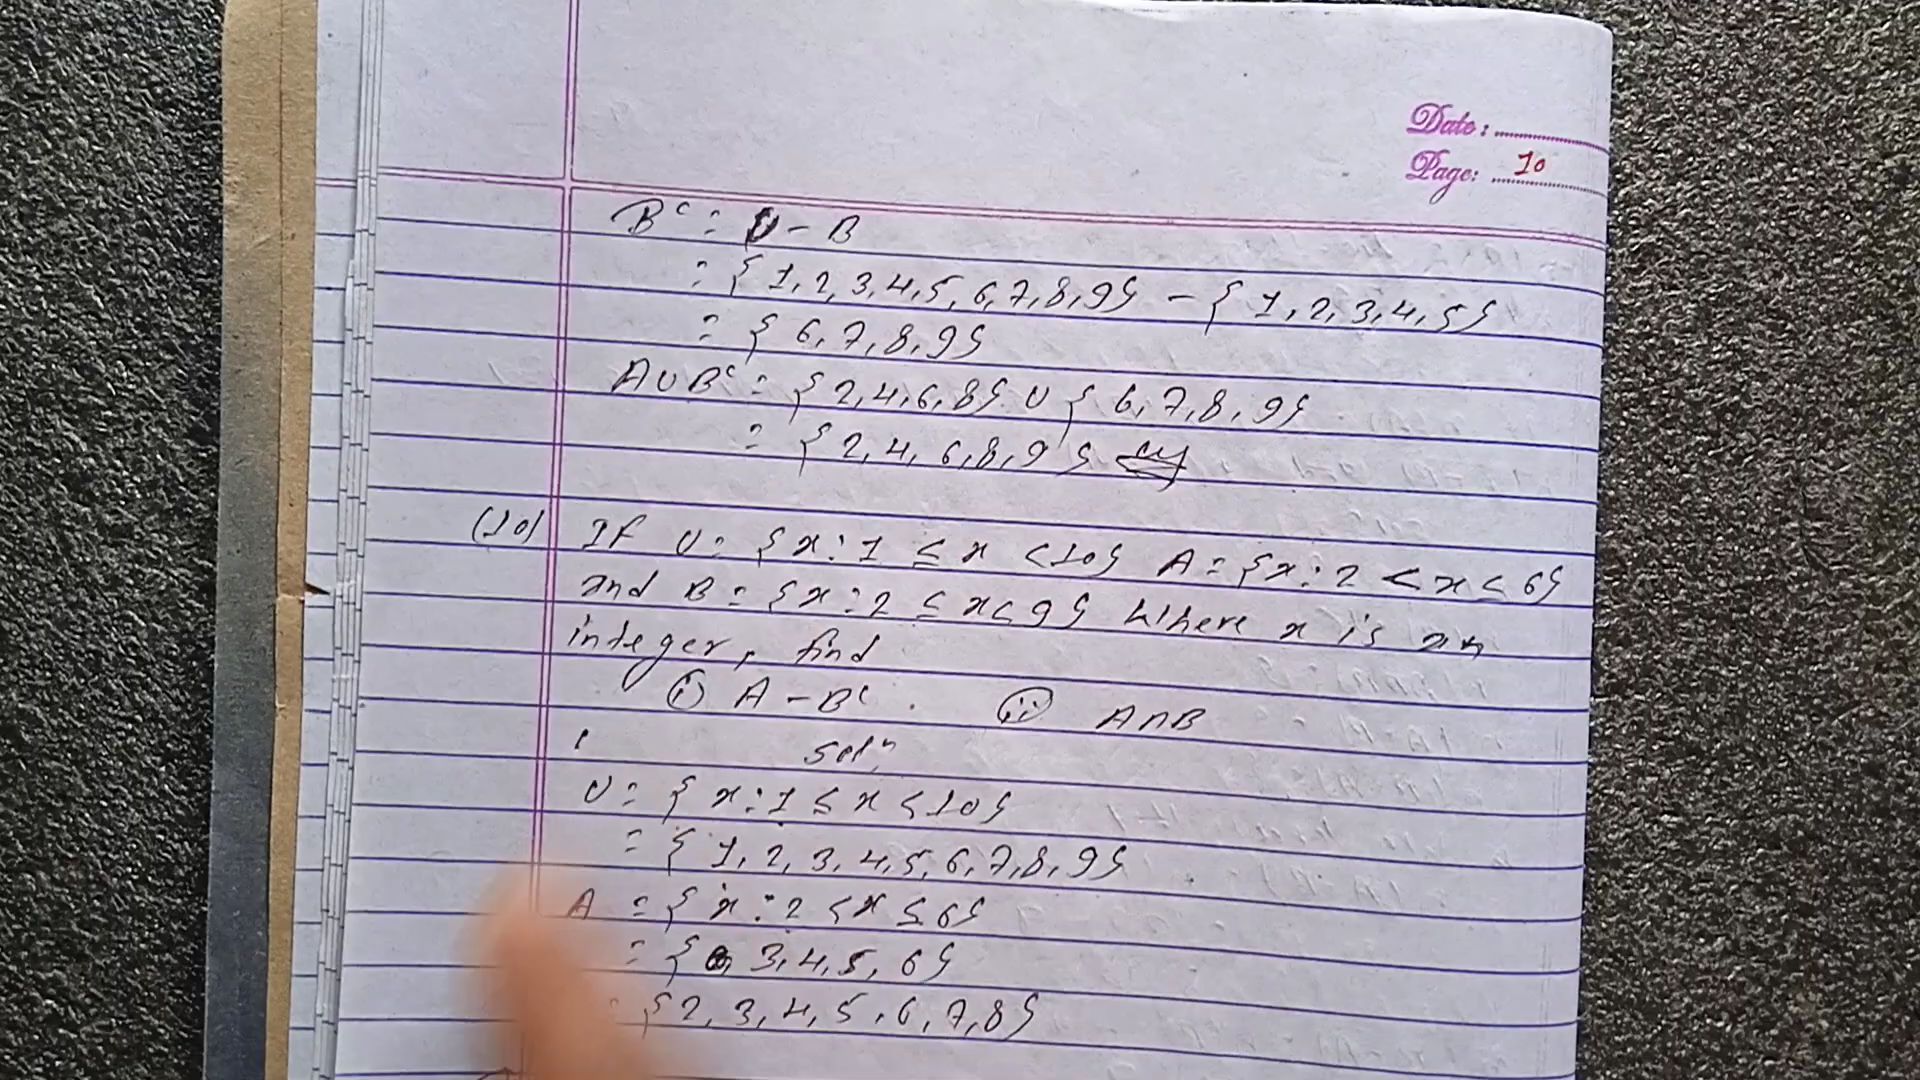 Date:
Page: 10
Bᶜ = U - B
= {1, 2, 3, 4, 5, 6, 7, 8, 9} - {1, 2, 3, 4, 5}
= {6, 7, 8, 9}
A∪Bᶜ = {2, 4, 6, 8} ∪ {6, 7, 8, 9}
= {2, 4, 6, 8, 9}
(10) If U = {x : 1 ≤ x < 10} A = {x : 2 < x ≤ 6}
and B = {x : 2 ≤ x < 9} Where x is an
integer, find
(i) A - Bᶜ . (ii) A∩B
Solⁿ
U = {x : 1 ≤ x < 10}
= {1, 2, 3, 4, 5, 6, 7, 8, 9}
A = {x : 2 < x ≤ 6}
= {3, 4, 5, 6}
= {2, 3, 4, 5, 6, 7, 8}